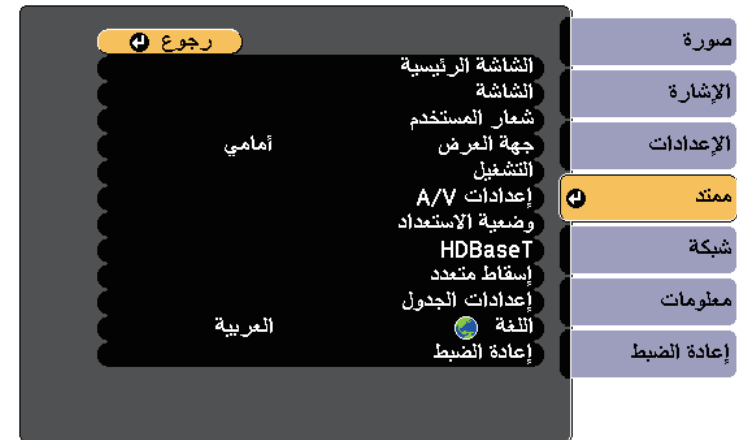 صورة
الإشارة
الإعدادات
ممتد
شبكة
معلومات
إعادة الضبط
رجوع
الشاشة الرئيسية
الشاشة
شعار المستخدم
جهة العرض أمامي
التشغيل
إعدادات A/V
وضعية الاستعداد
HDBaseT
إسقاط متعدد
إعدادات الجدول
اللغة العربية
إعادة الضبط